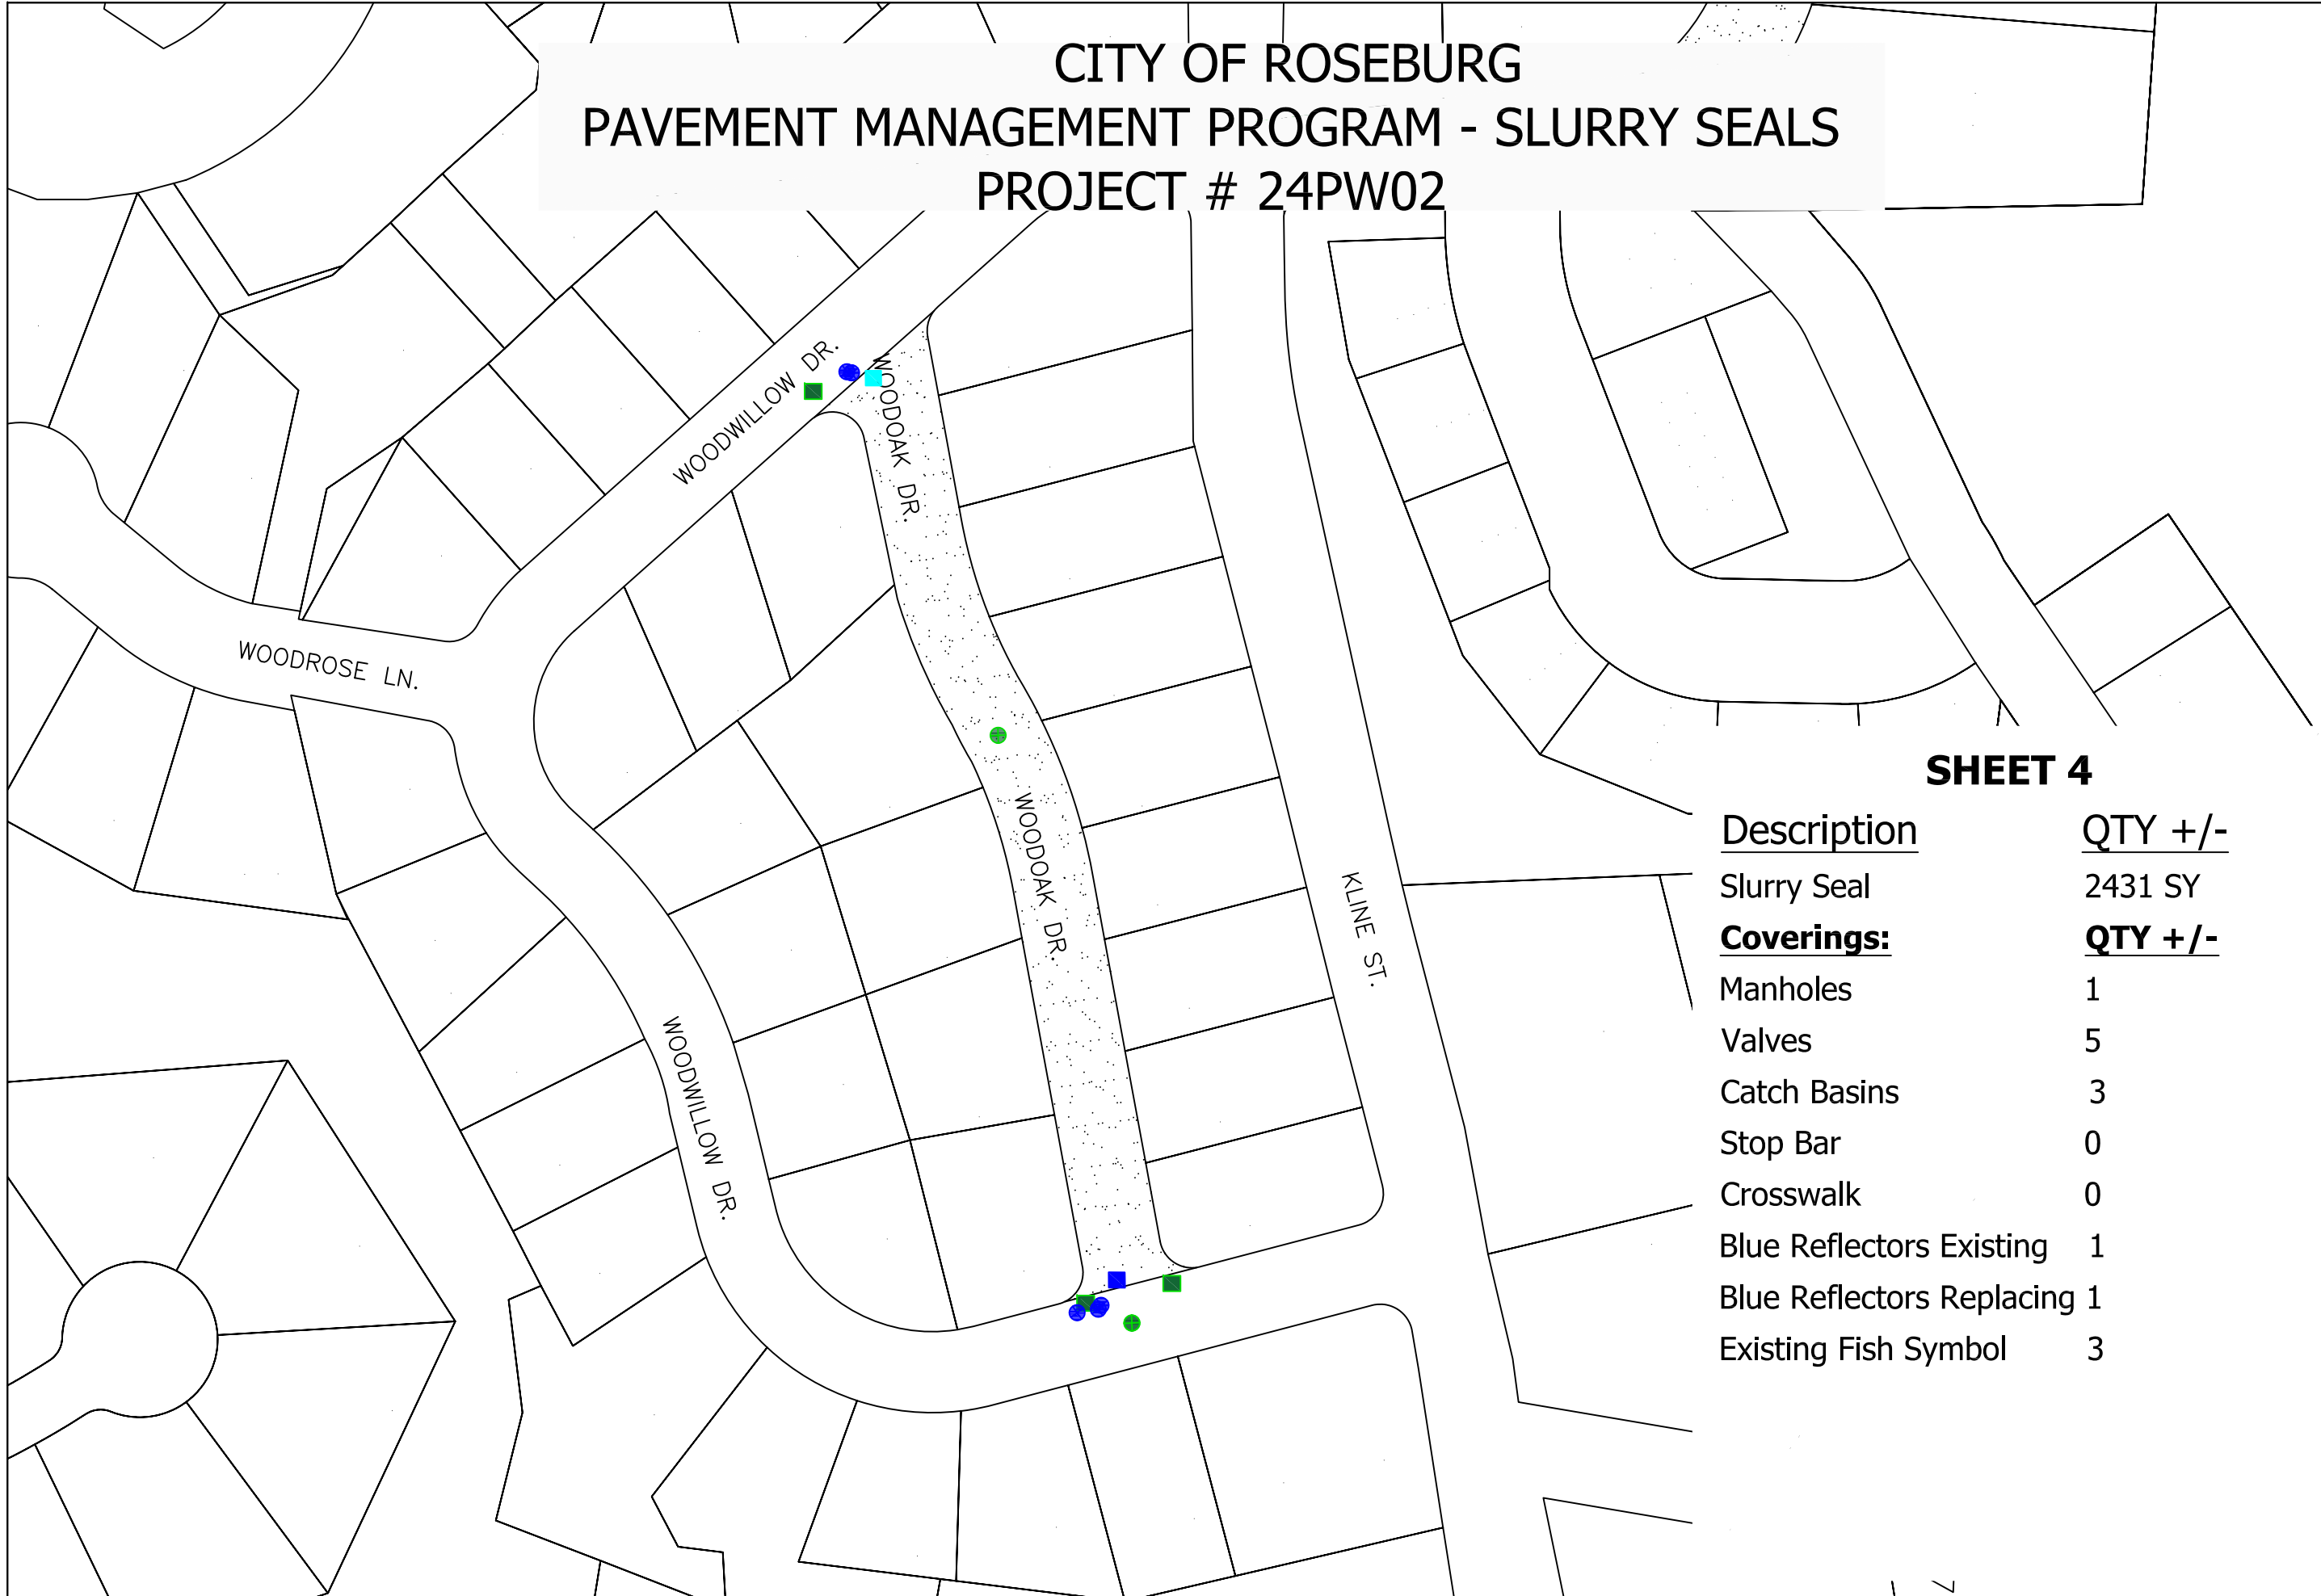 CITY OF ROSEBURG
PAVEMENT MANAGEMENT PROGRAM - SLURRY SEALS
PROJECT # 24PW02
WOODWILLOW DR.
WOODOAK DR.
WOODROSE LN.
WOODOAK DR.
KLINE ST.
WOODWILLOW DR.
SHEET 4
Description QTY +/-
Slurry Seal 2431 SY
Coverings: QTY +/-
Manholes 1
Valves 5
Catch Basins 3
Stop Bar 0
Crosswalk 0
Blue Reflectors Existing 1
Blue Reflectors Replacing 1
Existing Fish Symbol 3